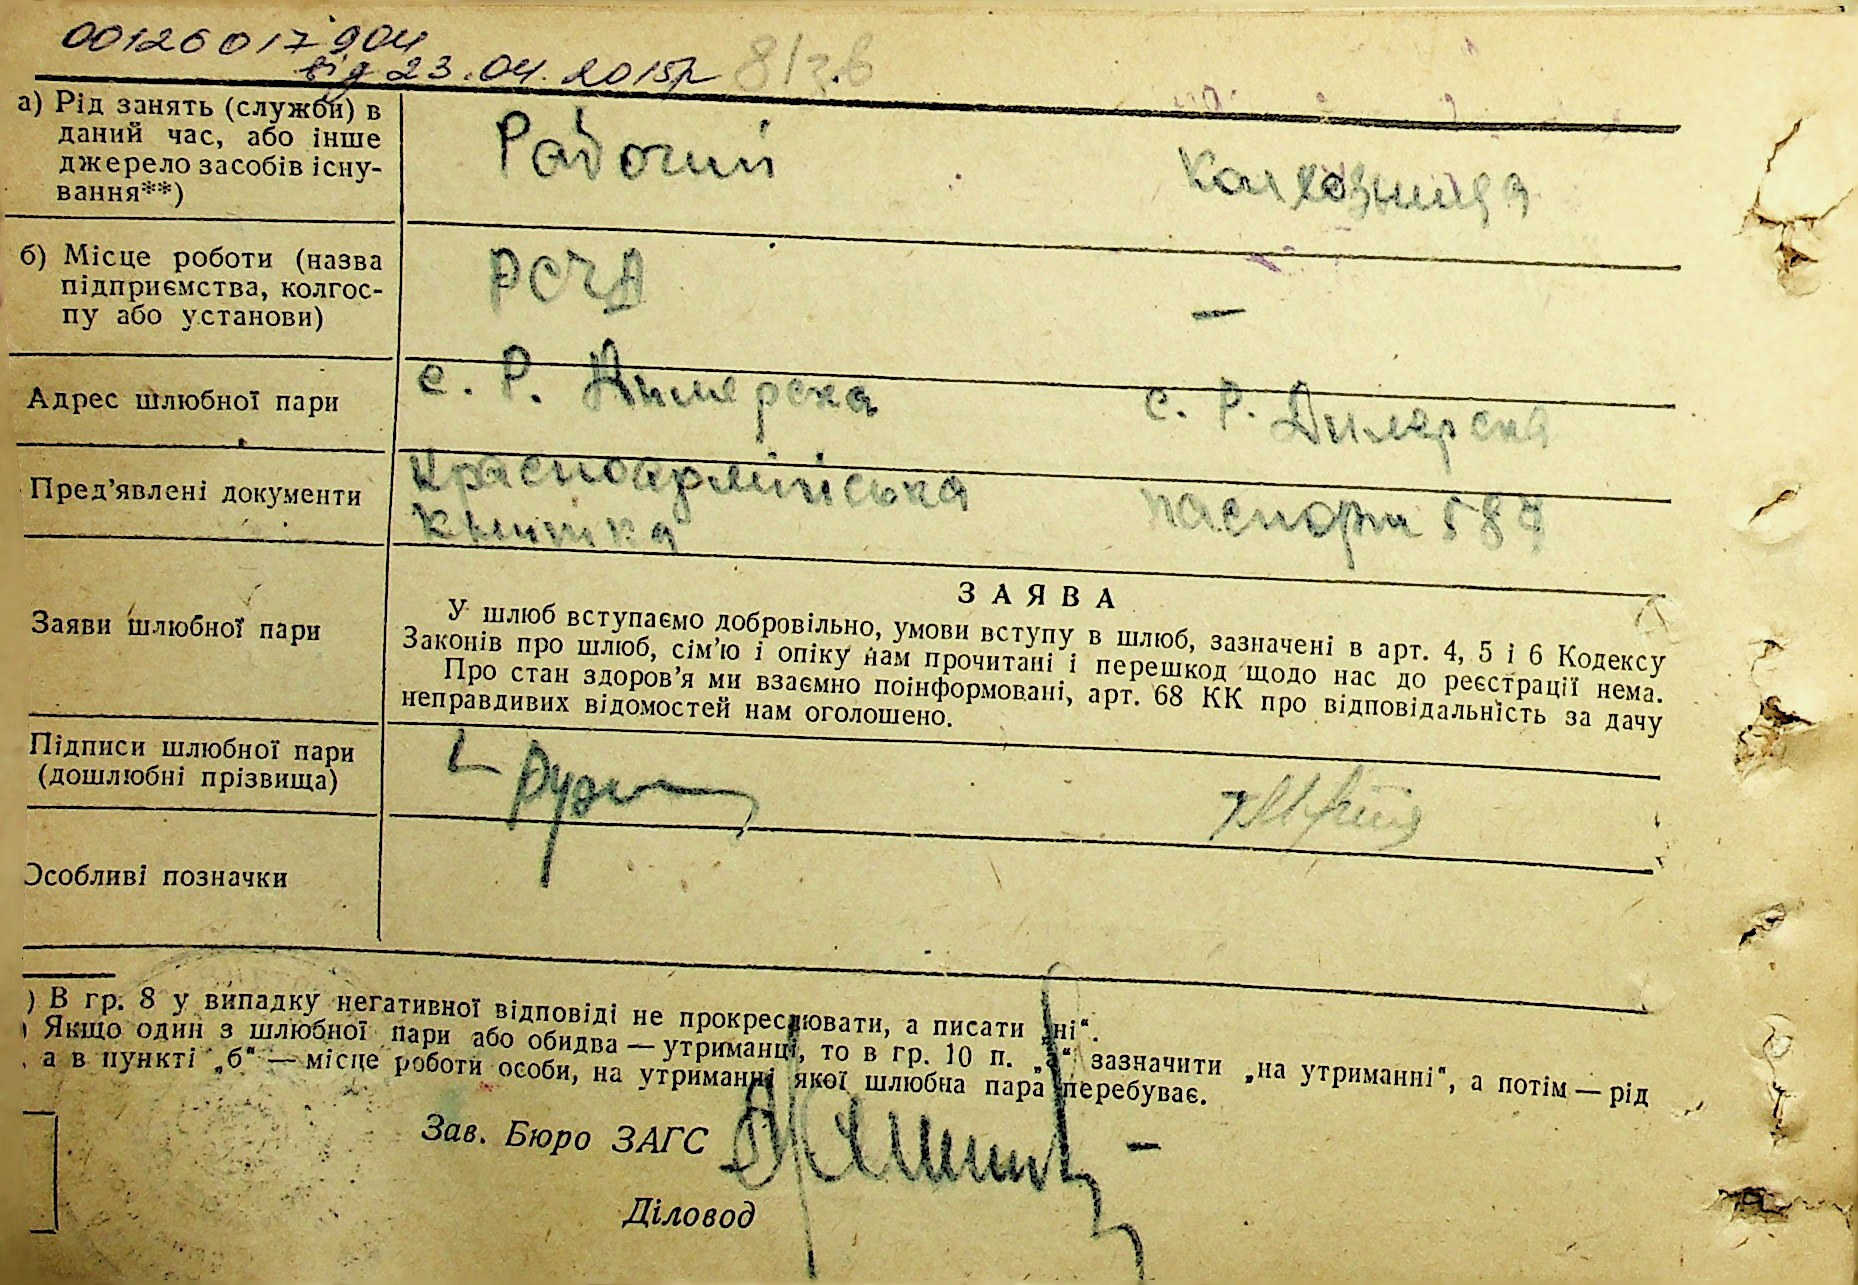 00126017904
від 23.04.2015р 81зв
а) Рід занять (служби) в
даний час, або інше
джерело засобів існу-
вання**)
Рабочий
Колхозница
б) Місце роботи (назва
підприємства, колгос-
пу або установи)
РСЧА
—
Адрес шлюбної пари
с. Р. Димерска
с. Р. Димерска
Пред'явлені документи
Красноармійська
книжка
паспорт 587
Заяви шлюбної пари
ЗАЯВА
У шлюб вступаємо добровільно, умови вступу в шлюб, зазначені в арт. 4, 5 і 6 Кодексу
Законів про шлюб, сім'ю і опіку нам прочитані і перешкод щодо нас до реєстрації нема.
Про стан здоров'я ми взаємно поінформовані, арт. 68 КК про відповідальність за дачу
неправдивих відомостей нам оголошено.
Підписи шлюбної пари
(дошлюбні прізвища)
Особливі позначки
) В гр. 8 у випадку негативної відповіді не прокреслювати, а писати „ні“.
) Якщо один з шлюбної пари або обидва — утриманці, то в гр. 10 п. „а“ зазначити „на утриманні“, а потім — рід
, а в пункті „б“ — місце роботи особи, на утриманні якої шлюбна пара перебуває.
Зав. Бюро ЗАГС
Діловод